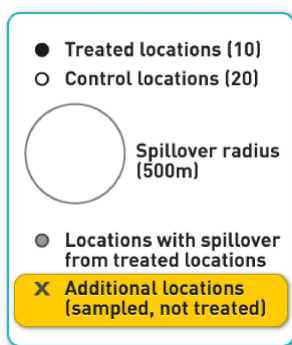 Treated locations (10)
Control locations (20)
Spillover radius
(500m)
Locations with spillover
from treated locations
X Additional locations
(sampled, not treated)